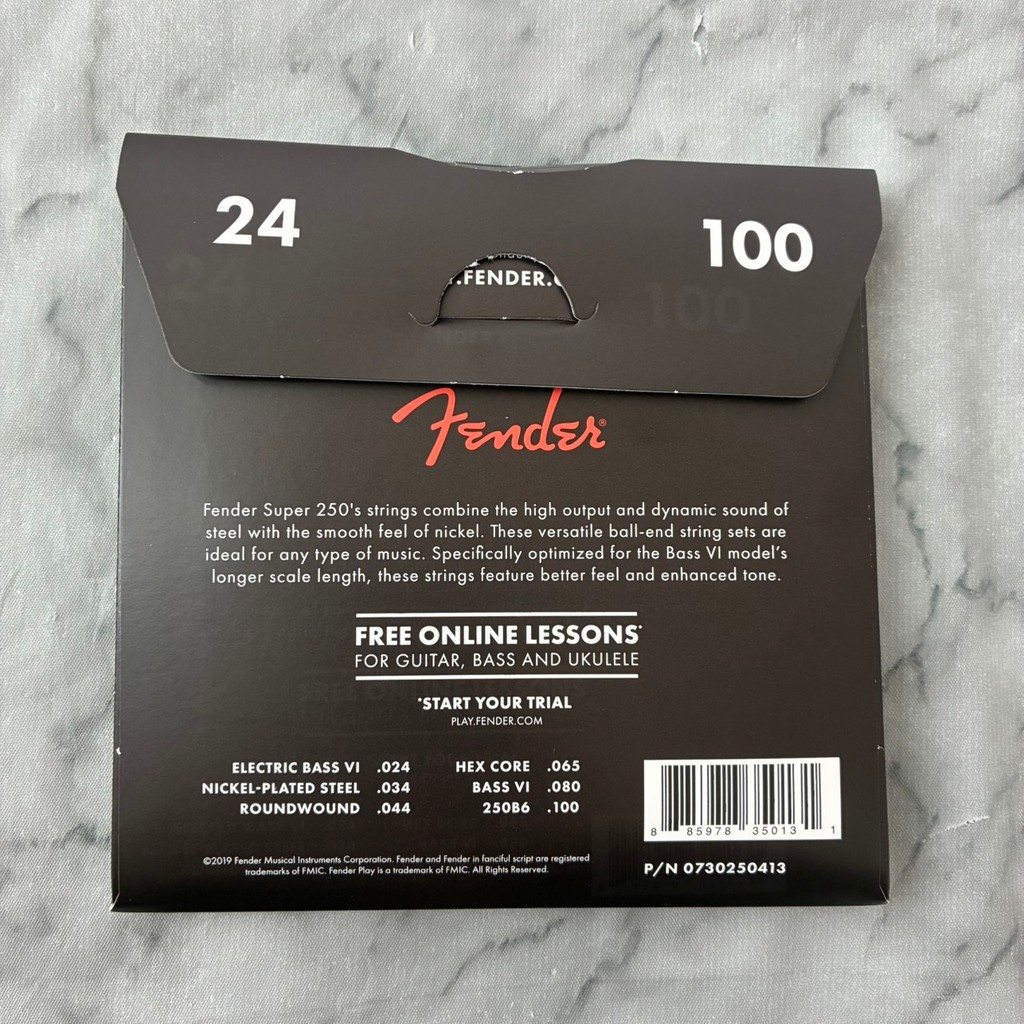 24
100
.FENDER.
Fender®
Fender Super 250's strings combine the high output and dynamic sound of
steel with the smooth feel of nickel. These versatile ball-end string sets are
ideal for any type of music. Specifically optimized for the Bass VI model's
longer scale length, these strings feature better feel and enhanced tone.
FREE ONLINE LESSONS*
FOR GUITAR, BASS AND UKULELE
*START YOUR TRIAL
PLAY.FENDER.COM
ELECTRIC BASS VI .024 HEX CORE .065
NICKEL-PLATED STEEL .034 BASS VI .080
ROUNDWOUND .044 250B6 .100
8 85978 35013 1
©2019 Fender Musical Instruments Corporation. Fender and Fender in fanciful script are registered
trademarks of FMIC. Fender Play is a trademark of FMIC. All Rights Reserved.
P/N 0730250413